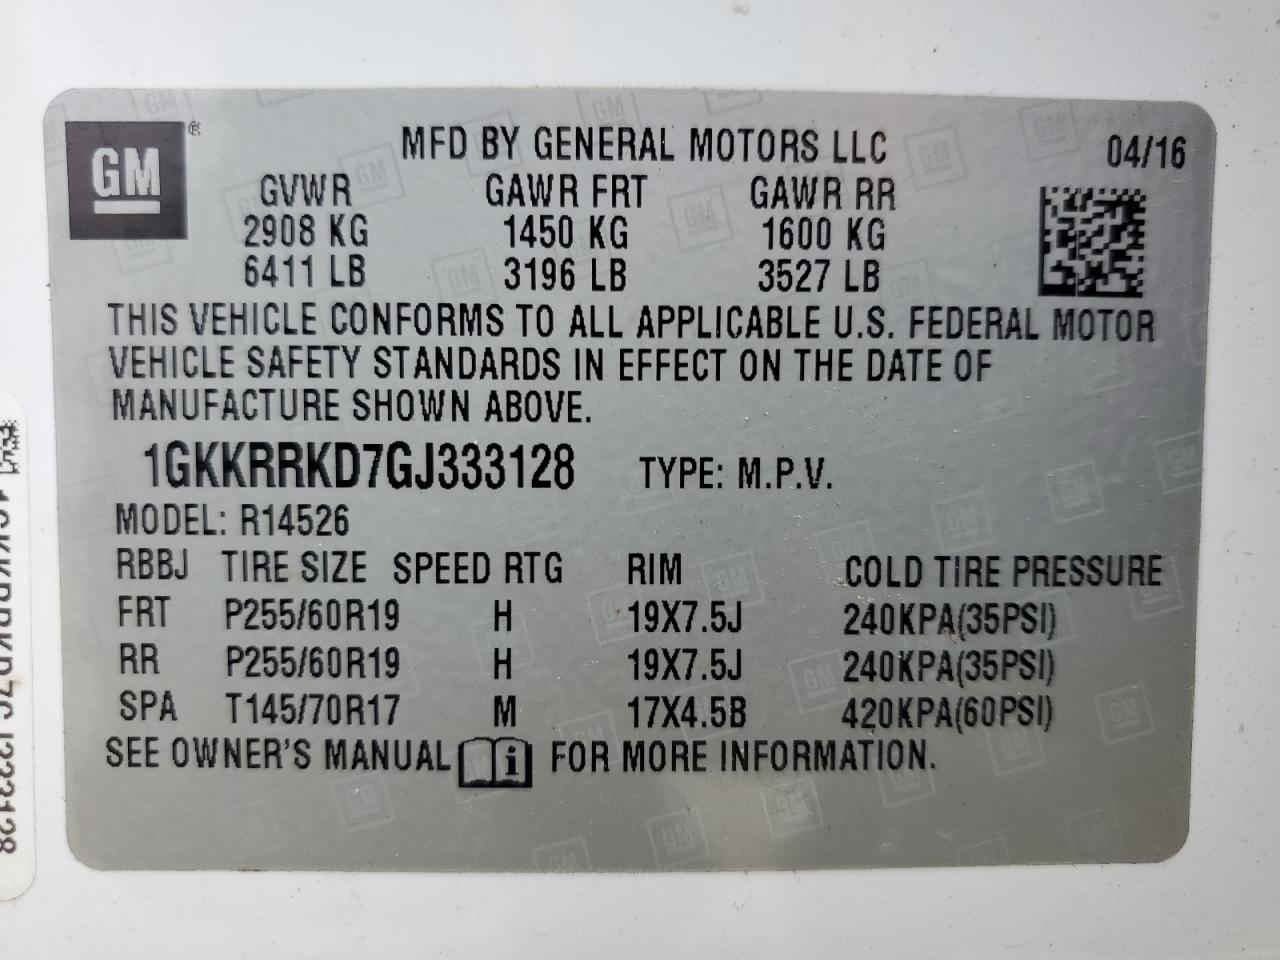 GM ®
MFD BY GENERAL MOTORS LLC 04/16
GVWR GAWR FRT GAWR RR
2908 KG 1450 KG 1600 KG
6411 LB 3196 LB 3527 LB
THIS VEHICLE CONFORMS TO ALL APPLICABLE U.S. FEDERAL MOTOR
VEHICLE SAFETY STANDARDS IN EFFECT ON THE DATE OF
MANUFACTURE SHOWN ABOVE.
1GKKRRKD7GJ333128 TYPE: M.P.V.
MODEL: R14526
RBBJ TIRE SIZE SPEED RTG RIM COLD TIRE PRESSURE
FRT P255/60R19 H 19X7.5J 240KPA(35PSI)
RR P255/60R19 H 19X7.5J 240KPA(35PSI)
SPA T145/70R17 M 17X4.5B 420KPA(60PSI)
SEE OWNER'S MANUAL i FOR MORE INFORMATION.
1GKKRRKD7GJ333128